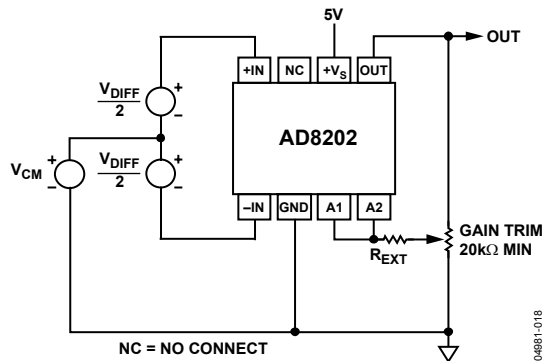 5V
OUT
+IN
NC
+VS
OUT
VDIFF
2
AD8202
VDIFF
2
VCM
–IN
GND
A1
A2
REXT
GAIN TRIM
20kΩ MIN
NC = NO CONNECT
04981-018